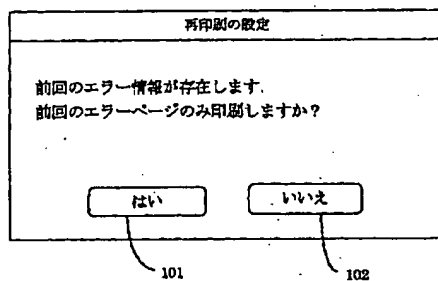 再印刷の設定
前回のエラー情報が存在します.
前回のエラーページのみ印刷しますか？
はい
いいえ
101
102